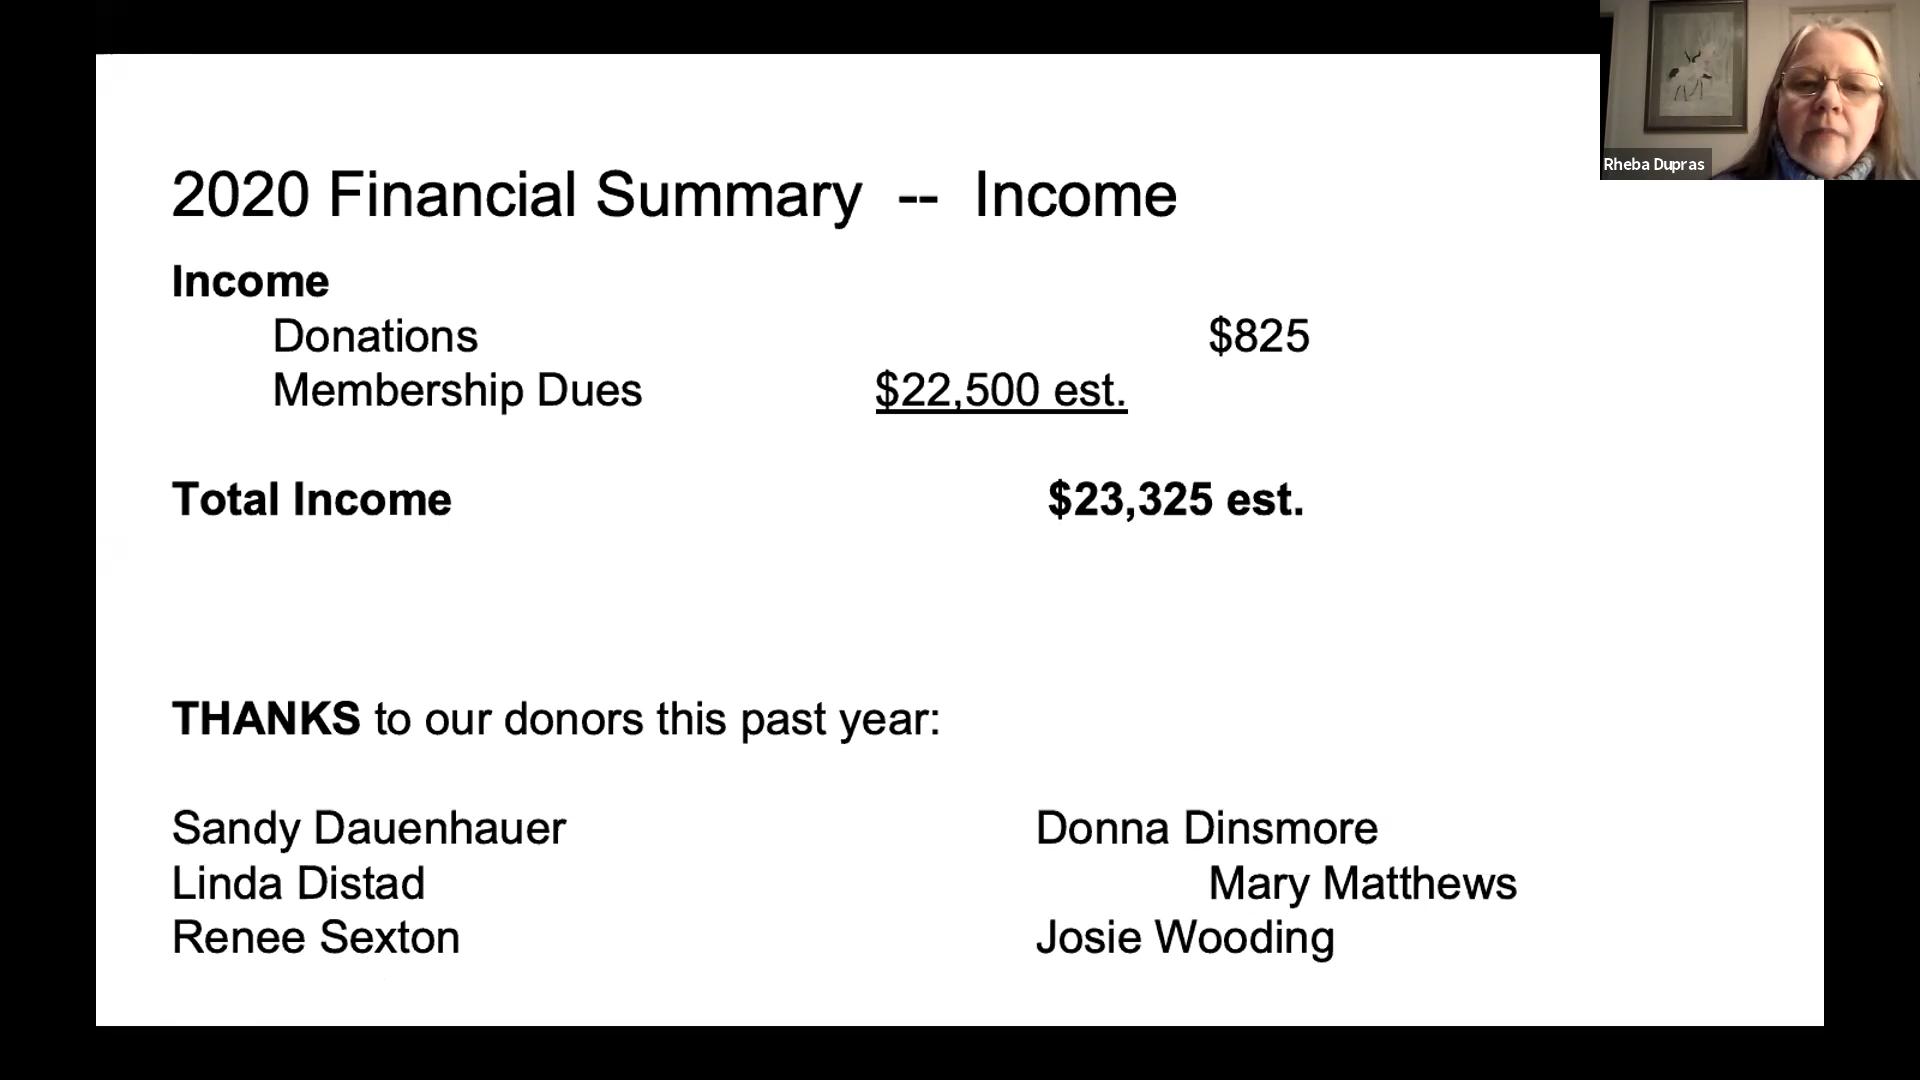 2020 Financial Summary -- Income
Rheba Dupras
Income
Donations $825
Membership Dues $22,500 est.
Total Income $23,325 est.
THANKS to our donors this past year:
Sandy Dauenhauer Donna Dinsmore
Linda Distad Mary Matthews
Renee Sexton Josie Wooding